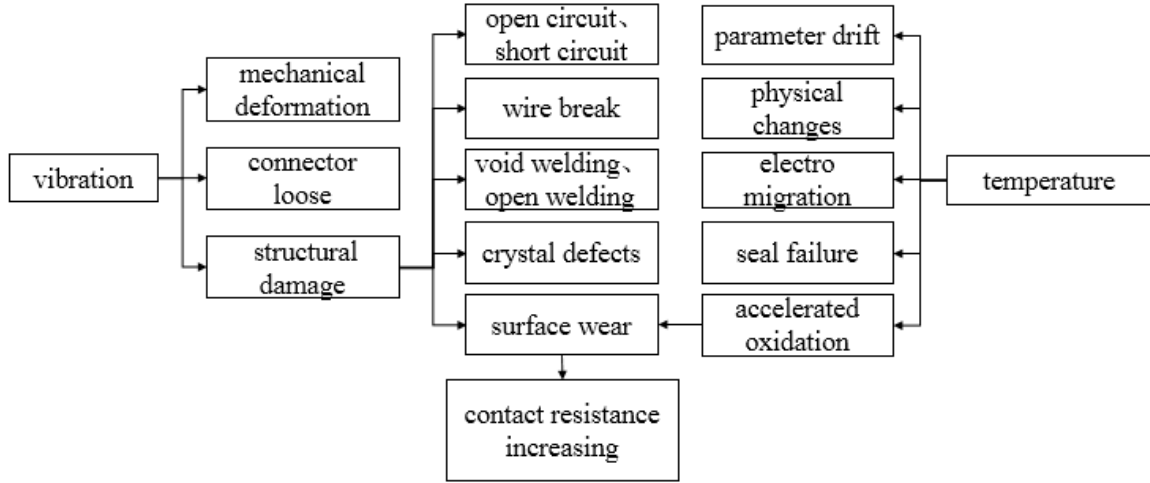 vibration
mechanical
deformation
connector
loose
structural
damage
open circuit、
short circuit
wire break
void welding、
open welding
crystal defects
surface wear
contact resistance
increasing
parameter drift
physical
changes
electro
migration
seal failure
accelerated
oxidation
temperature